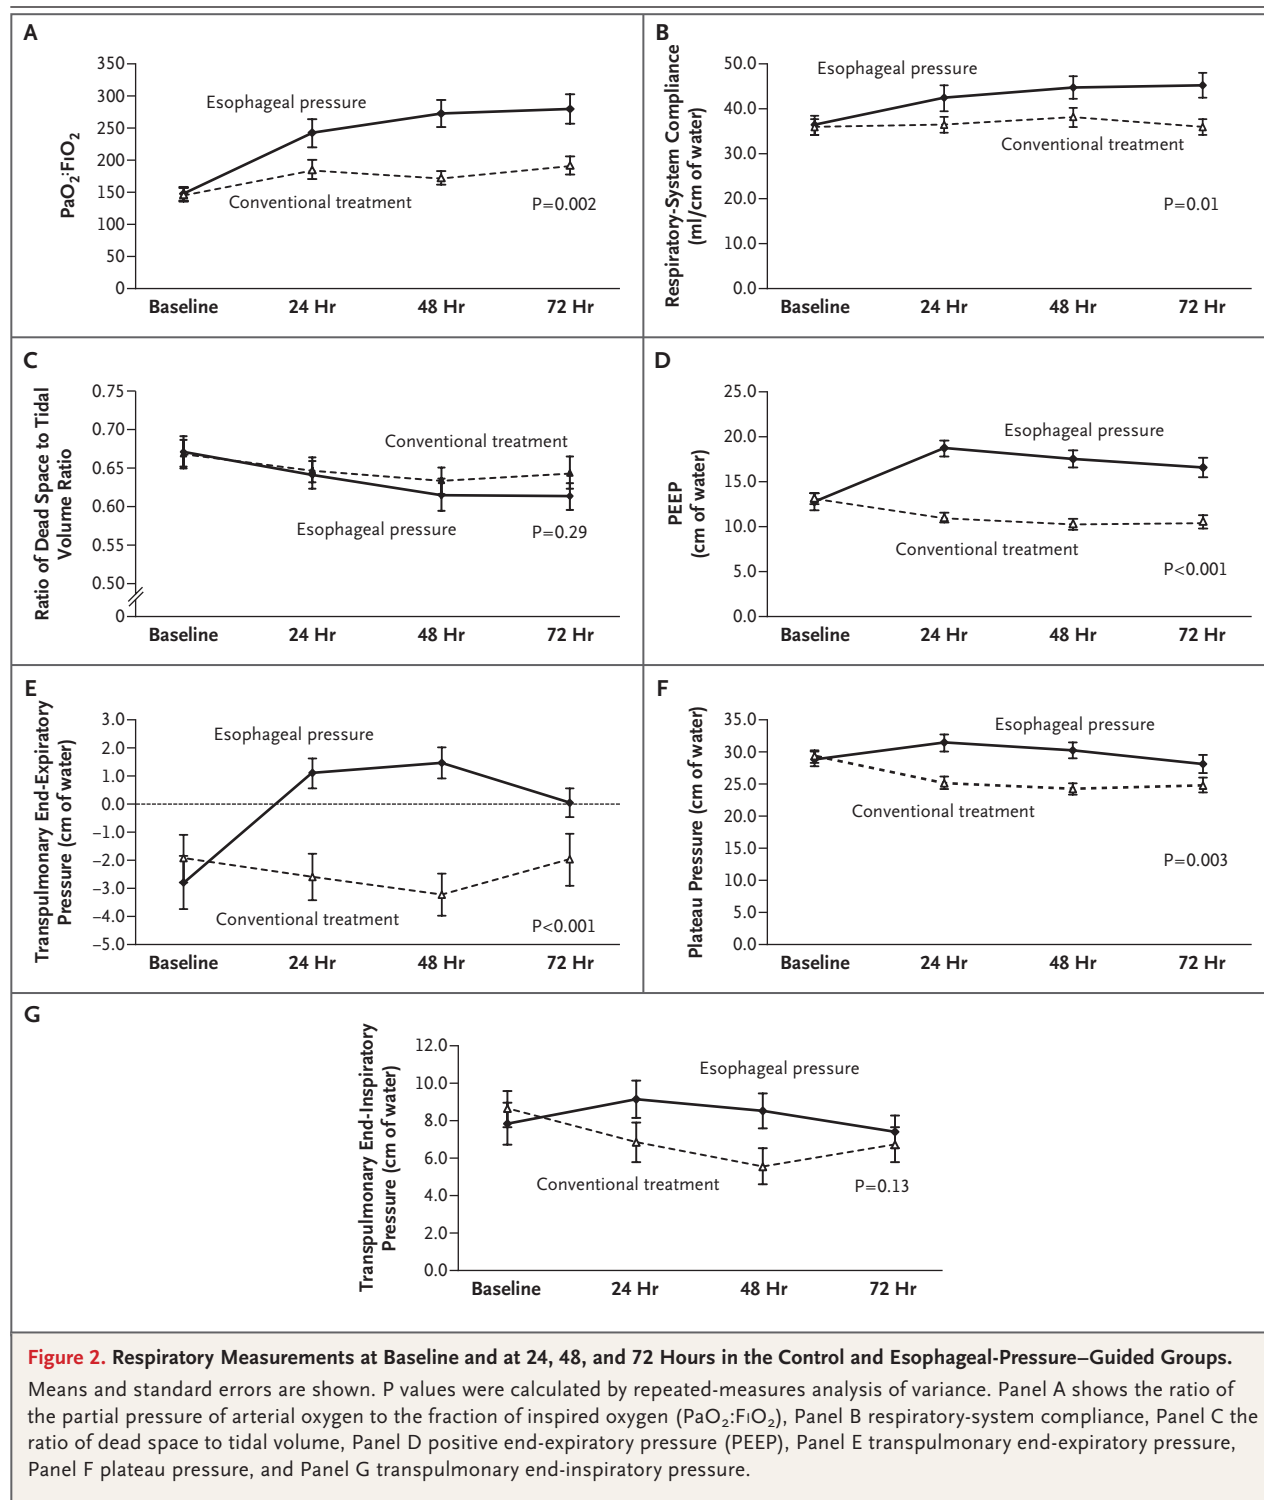 A
PaO₂:FIO₂
350
300
250
200
150
100
50
0
Esophageal pressure
Conventional treatment
P=0.002
Baseline 24 Hr 48 Hr 72 Hr
B
Respiratory-System Compliance
(ml/cm of water)
50.0
40.0
30.0
20.0
10.0
0.0
Esophageal pressure
Conventional treatment
P=0.01
Baseline 24 Hr 48 Hr 72 Hr
C
Ratio of Dead Space to Tidal
Volume Ratio
0.75
0.70
0.65
0.60
0.55
0.50
0
Conventional treatment
Esophageal pressure
P=0.29
Baseline 24 Hr 48 Hr 72 Hr
D
PEEP
(cm of water)
25.0
20.0
15.0
10.0
5.0
0.0
Esophageal pressure
Conventional treatment
P<0.001
Baseline 24 Hr 48 Hr 72 Hr
E
Transpulmonary End-Expiratory
Pressure (cm of water)
3.0
2.0
1.0
0.0
−1.0
−2.0
−3.0
−4.0
−5.0
Esophageal pressure
Conventional treatment
P<0.001
Baseline 24 Hr 48 Hr 72 Hr
F
Plateau Pressure (cm of water)
35.0
30.0
25.0
20.0
15.0
10.0
5.0
0.0
Esophageal pressure
Conventional treatment
P=0.003
Baseline 24 Hr 48 Hr 72 Hr
G
Transpulmonary End-Inspiratory
Pressure (cm of water)
12.0
10.0
8.0
6.0
4.0
2.0
0.0
Esophageal pressure
Conventional treatment
P=0.13
Baseline 24 Hr 48 Hr 72 Hr
Figure 2. Respiratory Measurements at Baseline and at 24, 48, and 72 Hours in the Control and Esophageal-Pressure–Guided Groups.
Means and standard errors are shown. P values were calculated by repeated-measures analysis of variance. Panel A shows the ratio of
the partial pressure of arterial oxygen to the fraction of inspired oxygen (PaO₂:FIO₂), Panel B respiratory-system compliance, Panel C the
ratio of dead space to tidal volume, Panel D positive end-expiratory pressure (PEEP), Panel E transpulmonary end-expiratory pressure,
Panel F plateau pressure, and Panel G transpulmonary end-inspiratory pressure.